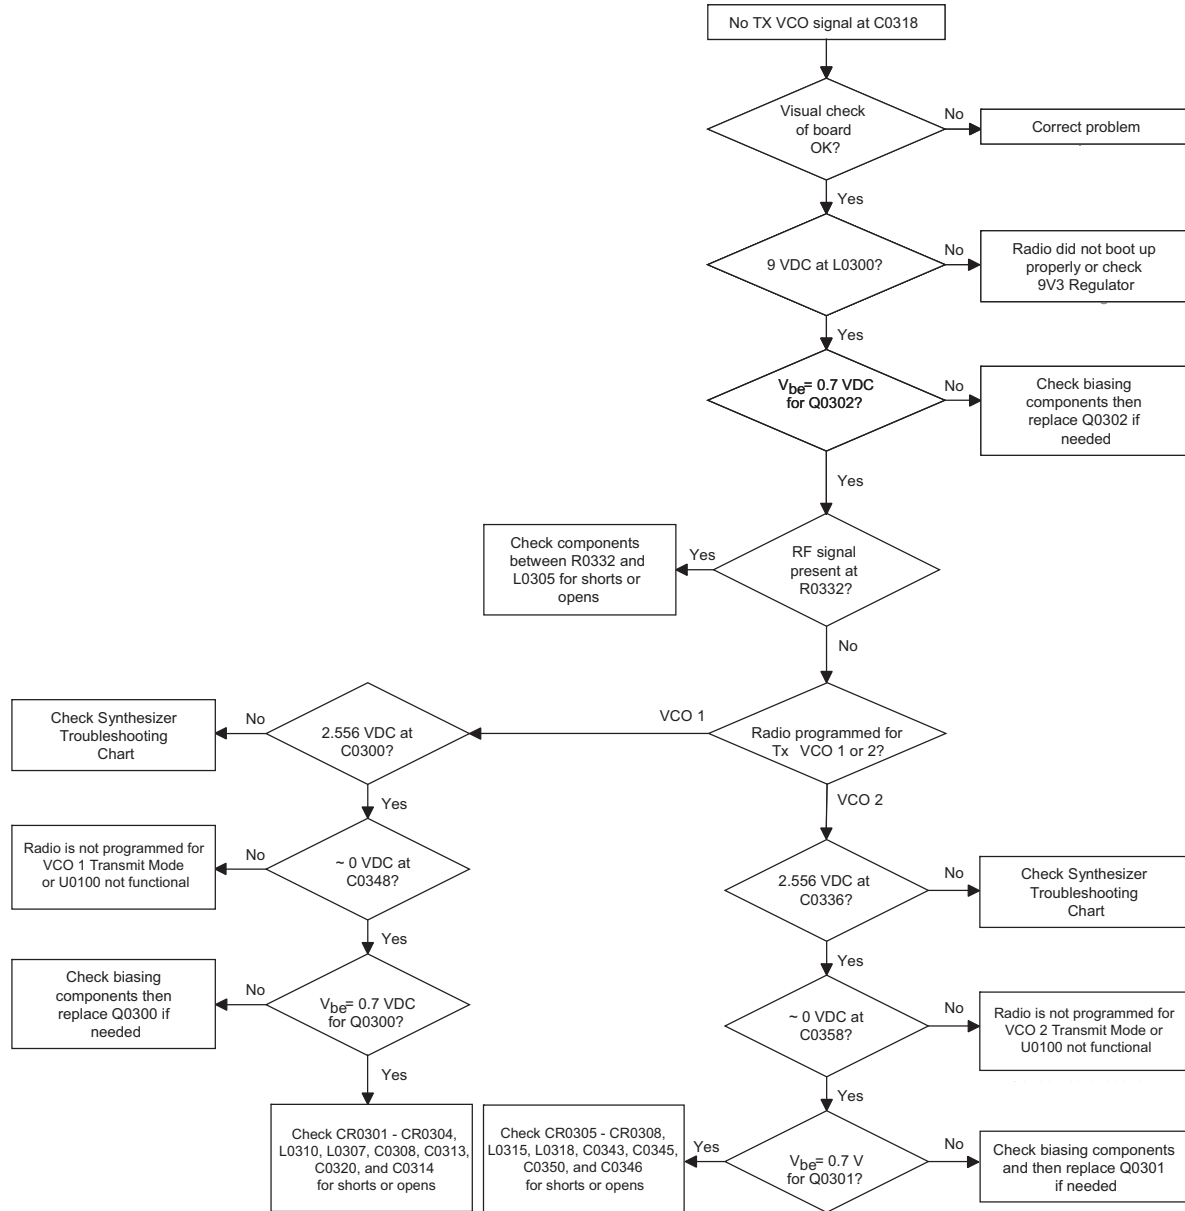 No TX VCO signal at C0318
Visual check
of board
OK?
No
Correct problem
Yes
9 VDC at L0300?
No
Radio did not boot up
properly or check
9V3 Regulator
Yes
Vbe= 0.7 VDC
for Q0302?
No
Check biasing
components then
replace Q0302 if
needed
Yes
RF signal
present at
R0332?
Yes
Check components
between R0332 and
L0305 for shorts or
opens
No
Radio programmed for
Tx VCO 1 or 2?
VCO 1
2.556 VDC at
C0300?
No
Check Synthesizer
Troubleshooting
Chart
Yes
~ 0 VDC at
C0348?
No
Radio is not programmed for
VCO 1 Transmit Mode
or U0100 not functional
Yes
Vbe= 0.7 VDC
for Q0300?
No
Check biasing
components then
replace Q0300 if
needed
Yes
Check CR0301 - CR0304,
L0310, L0307, C0308, C0313,
C0320, and C0314
for shorts or opens
VCO 2
2.556 VDC at
C0336?
No
Check Synthesizer
Troubleshooting
Chart
Yes
~ 0 VDC at
C0358?
No
Radio is not programmed for
VCO 2 Transmit Mode or
U0100 not functional
Yes
Vbe= 0.7 V
for Q0301?
No
Check biasing components
and then replace Q0301
if needed
Yes
Check CR0305 - CR0308,
L0315, L0318, C0343, C0345,
C0350, and C0346
for shorts or opens